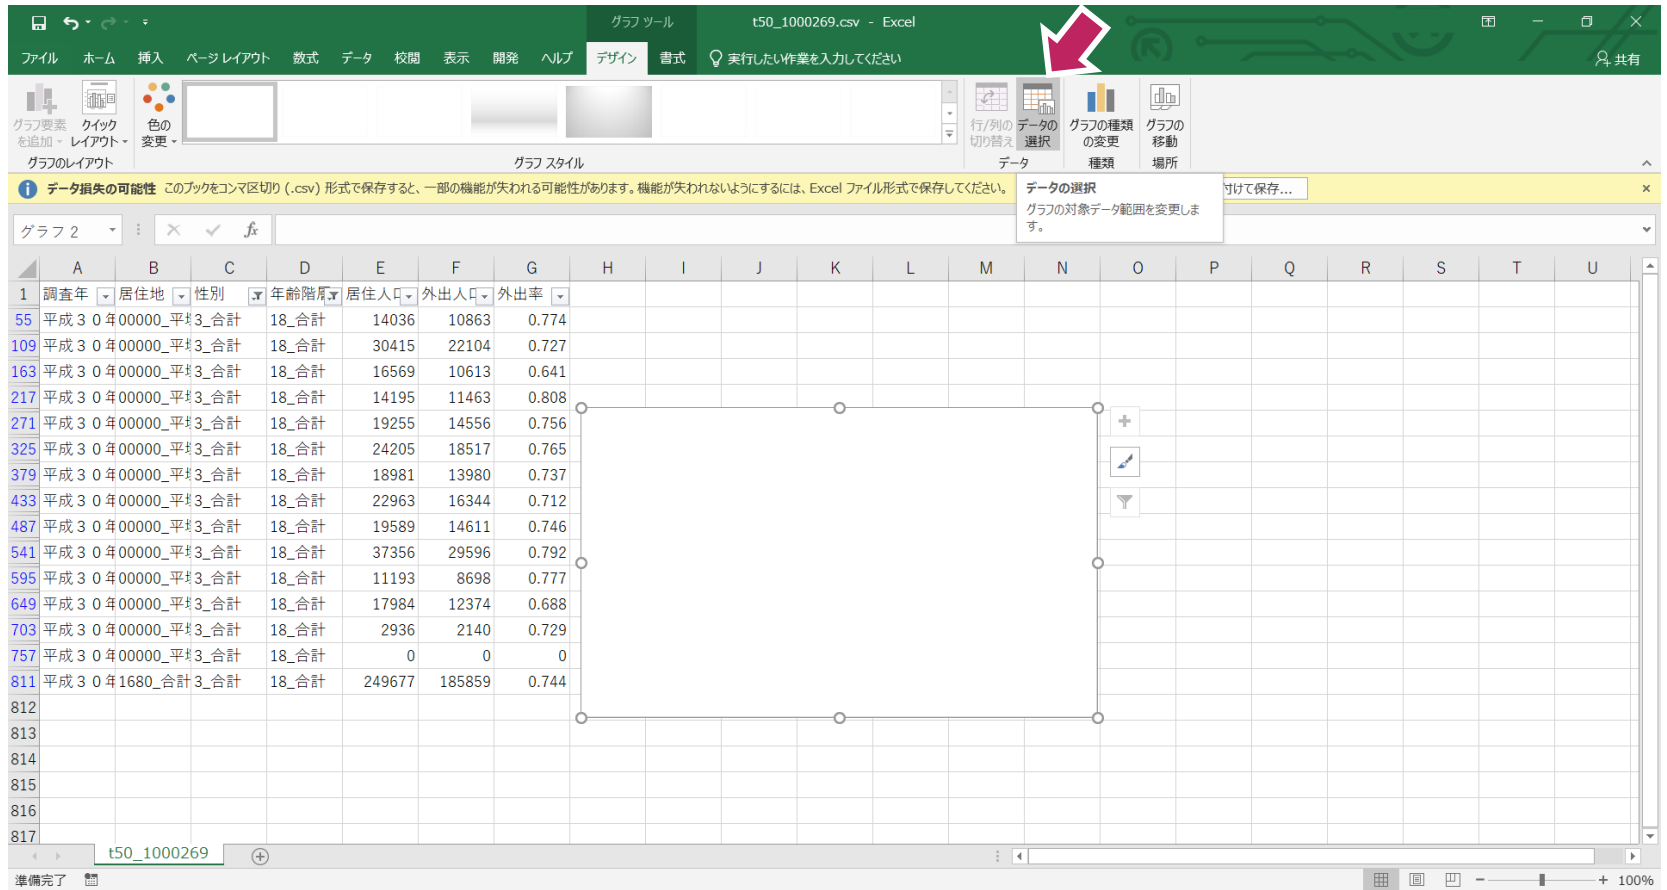 グラフ ツール
t50_1000269.csv - Excel
ファイル ホーム 挿入 ページ レイアウト 数式 データ 校閲 表示 開発 ヘルプ デザイン 書式 実行したい作業を入力してください 共有
グラフ要素を追加
クイックレイアウト
色の変更
行/列の切り替え
データの選択
グラフの種類の変更
グラフの移動
グラフのレイアウト グラフ スタイル データ 種類 場所
データ損失の可能性 このブックをコンマ区切り (.csv) 形式で保存すると、一部の機能が失われる可能性があります。機能が失われないようにするには、Excel ファイル形式で保存してください。 付けて保存...
データの選択
グラフの対象データ範囲を変更しま
す。
グラフ 2 fx
A B C D E F G H I J K L M N O P Q R S T U
1 調査年 居住地 性別 年齢階層 居住人口 外出人口 外出率
55 平成30年 00000_平 3_合計 18_合計 14036 10863 0.774
109 平成30年 00000_平 3_合計 18_合計 30415 22104 0.727
163 平成30年 00000_平 3_合計 18_合計 16569 10613 0.641
217 平成30年 00000_平 3_合計 18_合計 14195 11463 0.808
271 平成30年 00000_平 3_合計 18_合計 19255 14556 0.756
325 平成30年 00000_平 3_合計 18_合計 24205 18517 0.765
379 平成30年 00000_平 3_合計 18_合計 18981 13980 0.737
433 平成30年 00000_平 3_合計 18_合計 22963 16344 0.712
487 平成30年 00000_平 3_合計 18_合計 19589 14611 0.746
541 平成30年 00000_平 3_合計 18_合計 37356 29596 0.792
595 平成30年 00000_平 3_合計 18_合計 11193 8698 0.777
649 平成30年 00000_平 3_合計 18_合計 17984 12374 0.688
703 平成30年 00000_平 3_合計 18_合計 2936 2140 0.729
757 平成30年 00000_平 3_合計 18_合計 0 0 0
811 平成30年 1680_合計 3_合計 18_合計 249677 185859 0.744
812
813
814
815
816
817
t50_1000269
準備完了 100%